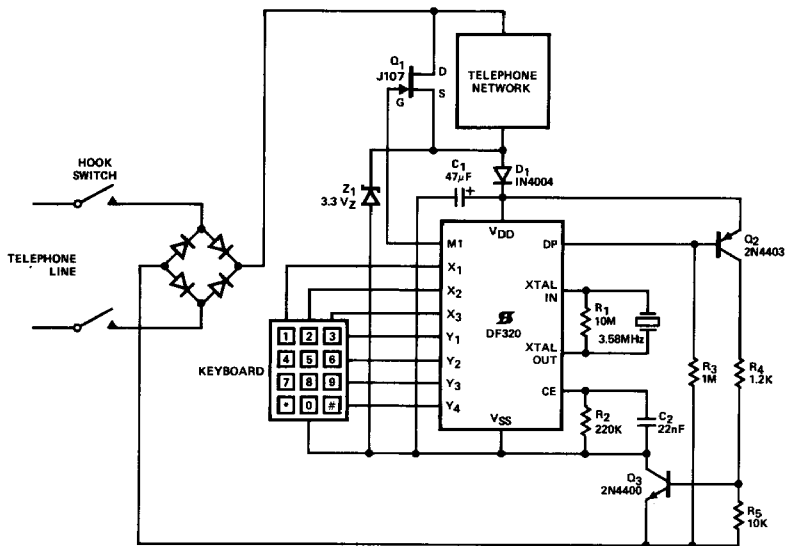 Q1
J107
D
S
G
TELEPHONE
NETWORK
HOOK
SWITCH
TELEPHONE
LINE
C1
47µF
+
D1
IN4004
Z1
3.3 VZ
VDD
M1
DP
Q2
2N4403
X1
X2
X3
Y1
Y2
Y3
Y4
XTAL
IN
R1
10M
3.58MHz
DF320
XTAL
OUT
KEYBOARD
1 2 3
4 5 6
7 8 9
* 0 #
R3
1M
R4
1.2K
CE
VSS
R2
220K
C2
22nF
Q3
2N4400
R5
10K